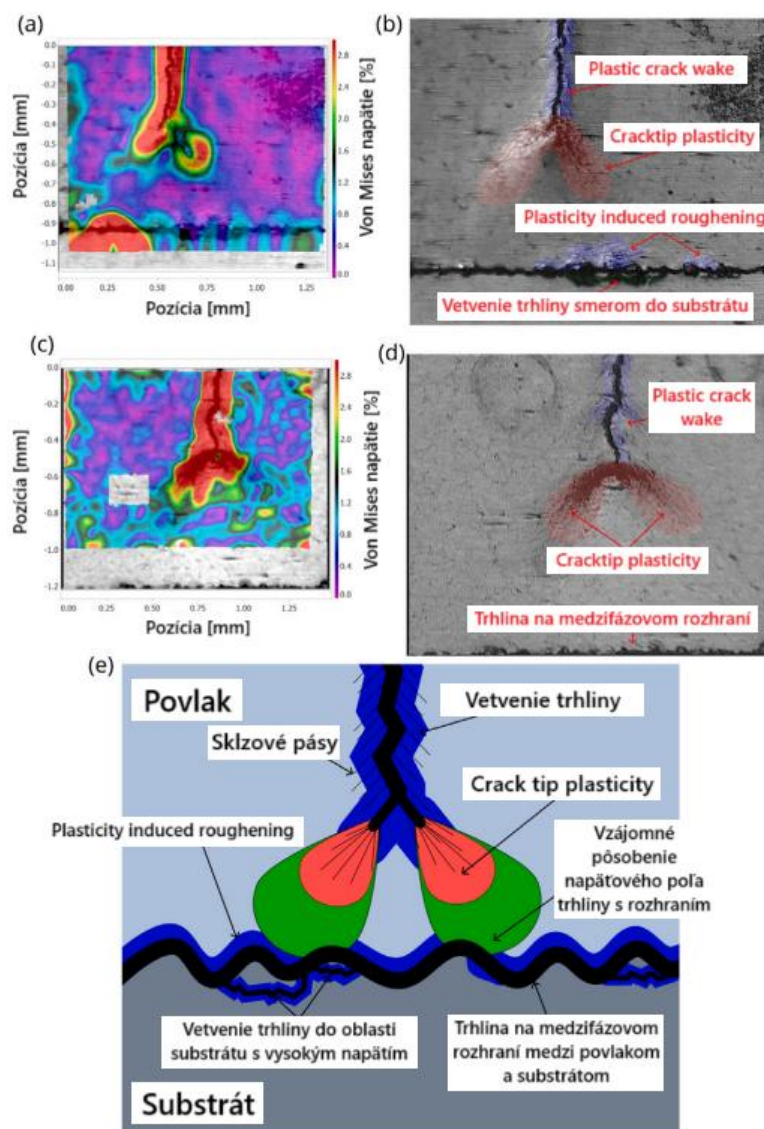 (a)
0.0
-0.1
-0.2
-0.3
-0.4
-0.5
-0.6
-0.7
-0.8
-0.9
-1.0
-1.1
Pozícia [mm]
0.00
0.25
0.50
0.75
1.00
1.25
Pozícia [mm]
2.8
2.4
2.0
1.6
1.2
0.8
0.4
0.0
Von Mises napätie [%]
(b)
Plastic crack wake
Cracktip plasticity
Plasticity induced roughening
Vetvenie trhliny smerom do substrátu
(c)
0.0
-0.2
-0.4
-0.6
-0.8
-1.0
-1.2
Pozícia [mm]
0.00
0.25
0.50
0.75
1.00
1.25
Pozícia [mm]
2.8
2.4
2.0
1.6
1.2
0.8
0.4
0.0
Von Mises napätie [%]
(d)
Plastic crack
wake
Cracktip plasticity
Trhlina na medzifázovom rozhraní
(e)
Povlak
Vetvenie trhliny
Sklzové pásy
Crack tip plasticity
Plasticity induced roughening
Vzájomné
pôsobenie
napäťového poľa
trhliny s rozhraním
Vetvenie trhliny do oblasti
substrátu s vysokým napätím
Trhlina na medzifázovom
rozhraní medzi povlakom
a substrátom
Substrát